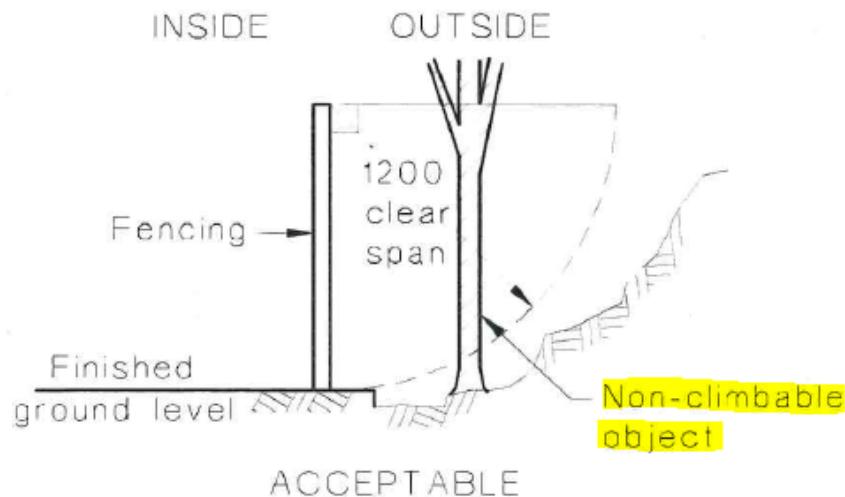 INSIDE
OUTSIDE
1200
clear
span
Fencing
Finished
ground level
Non-climbable
object
ACCEPTABLE